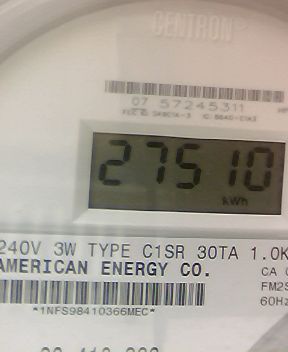 CENTRON
07 57245311
27510
kWh
240V 3W TYPE C1SR 30TA 1.0K
AMERICAN ENERGY CO. CA
FM2S
60Hz
*1NFS98410366MEC*